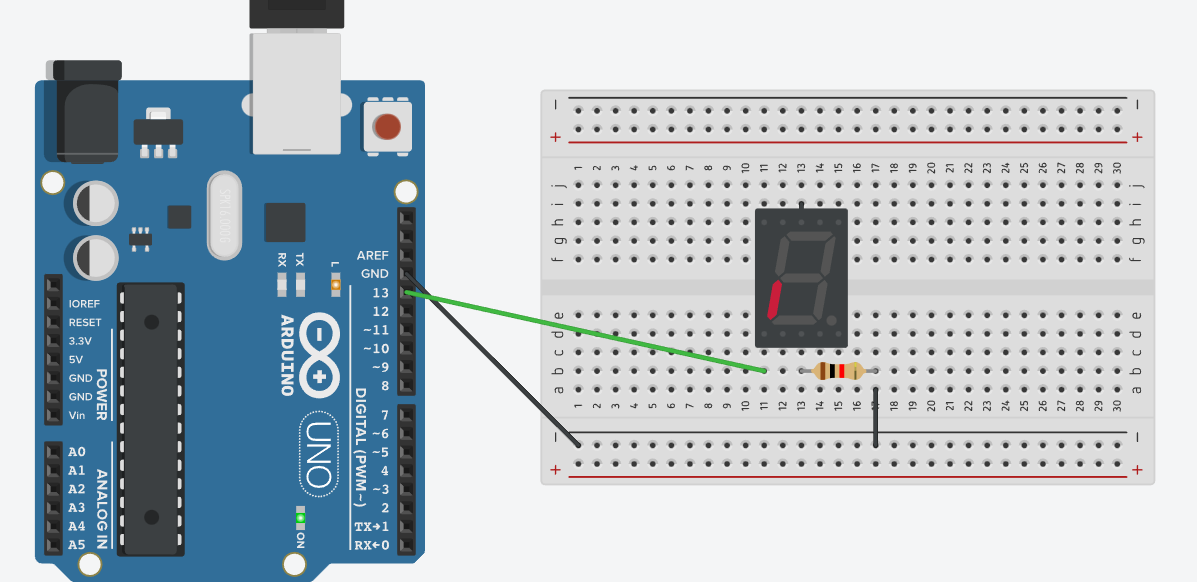 AREF
GND
13
12
~11
~10
~9
8
7
~6
~5
4
~3
2
TX→1
RX←0
DIGITAL (PWM~)
RX
TX
L
ARDUINO
UNO
ON
IOREF
RESET
3.3V
5V
GND
GND
Vin
POWER
A0
A1
A2
A3
A4
A5
ANALOG IN
− −
+ +
1 2 3 4 5 6 7 8 9 10 11 12 13 14 15 16 17 18 19 20 21 22 23 24 25 26 27 28 29 30
j j
i i
h h
g g
f f
e e
d d
c c
b b
a a
1 2 3 4 5 6 7 8 9 10 11 12 13 14 15 16 17 18 19 20 21 22 23 24 25 26 27 28 29 30
− −
+ +